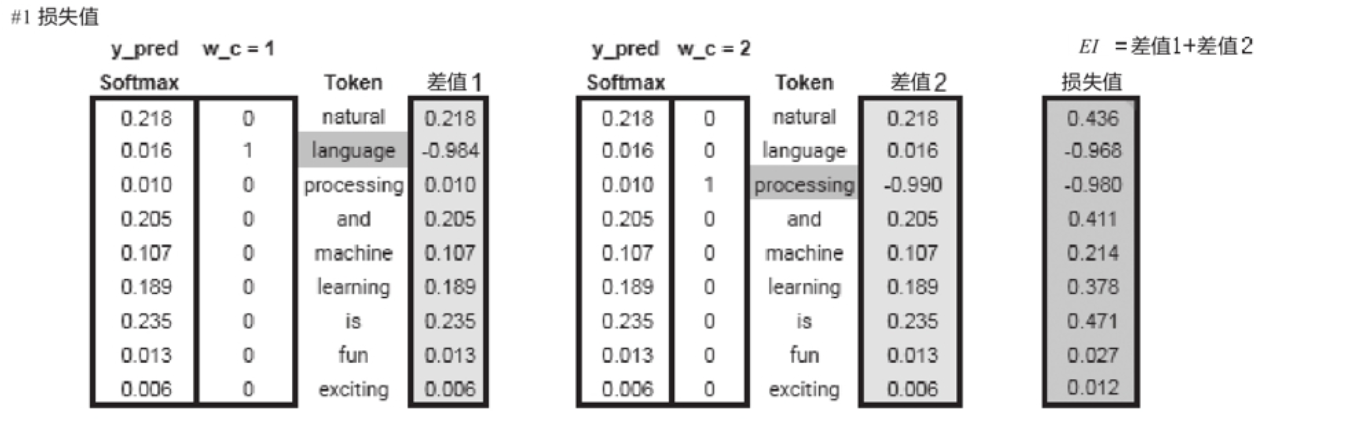 #1 损失值
y_pred w_c = 1 y_pred w_c = 2 EI =差值1+差值2
Softmax Token 差值1 Softmax Token 差值2 损失值
0.218 0 natural 0.218 0.218 0 natural 0.218 0.436
0.016 1 language -0.984 0.016 0 language 0.016 -0.968
0.010 0 processing 0.010 0.010 1 processing -0.990 -0.980
0.205 0 and 0.205 0.205 0 and 0.205 0.411
0.107 0 machine 0.107 0.107 0 machine 0.107 0.214
0.189 0 learning 0.189 0.189 0 learning 0.189 0.378
0.235 0 is 0.235 0.235 0 is 0.235 0.471
0.013 0 fun 0.013 0.013 0 fun 0.013 0.027
0.006 0 exciting 0.006 0.006 0 exciting 0.006 0.012